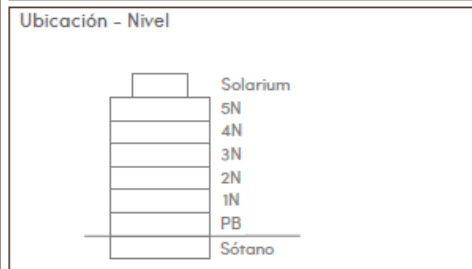 Ubicación - Nivel
Solarium
5N
4N
3N
2N
1N
PB
Sótano